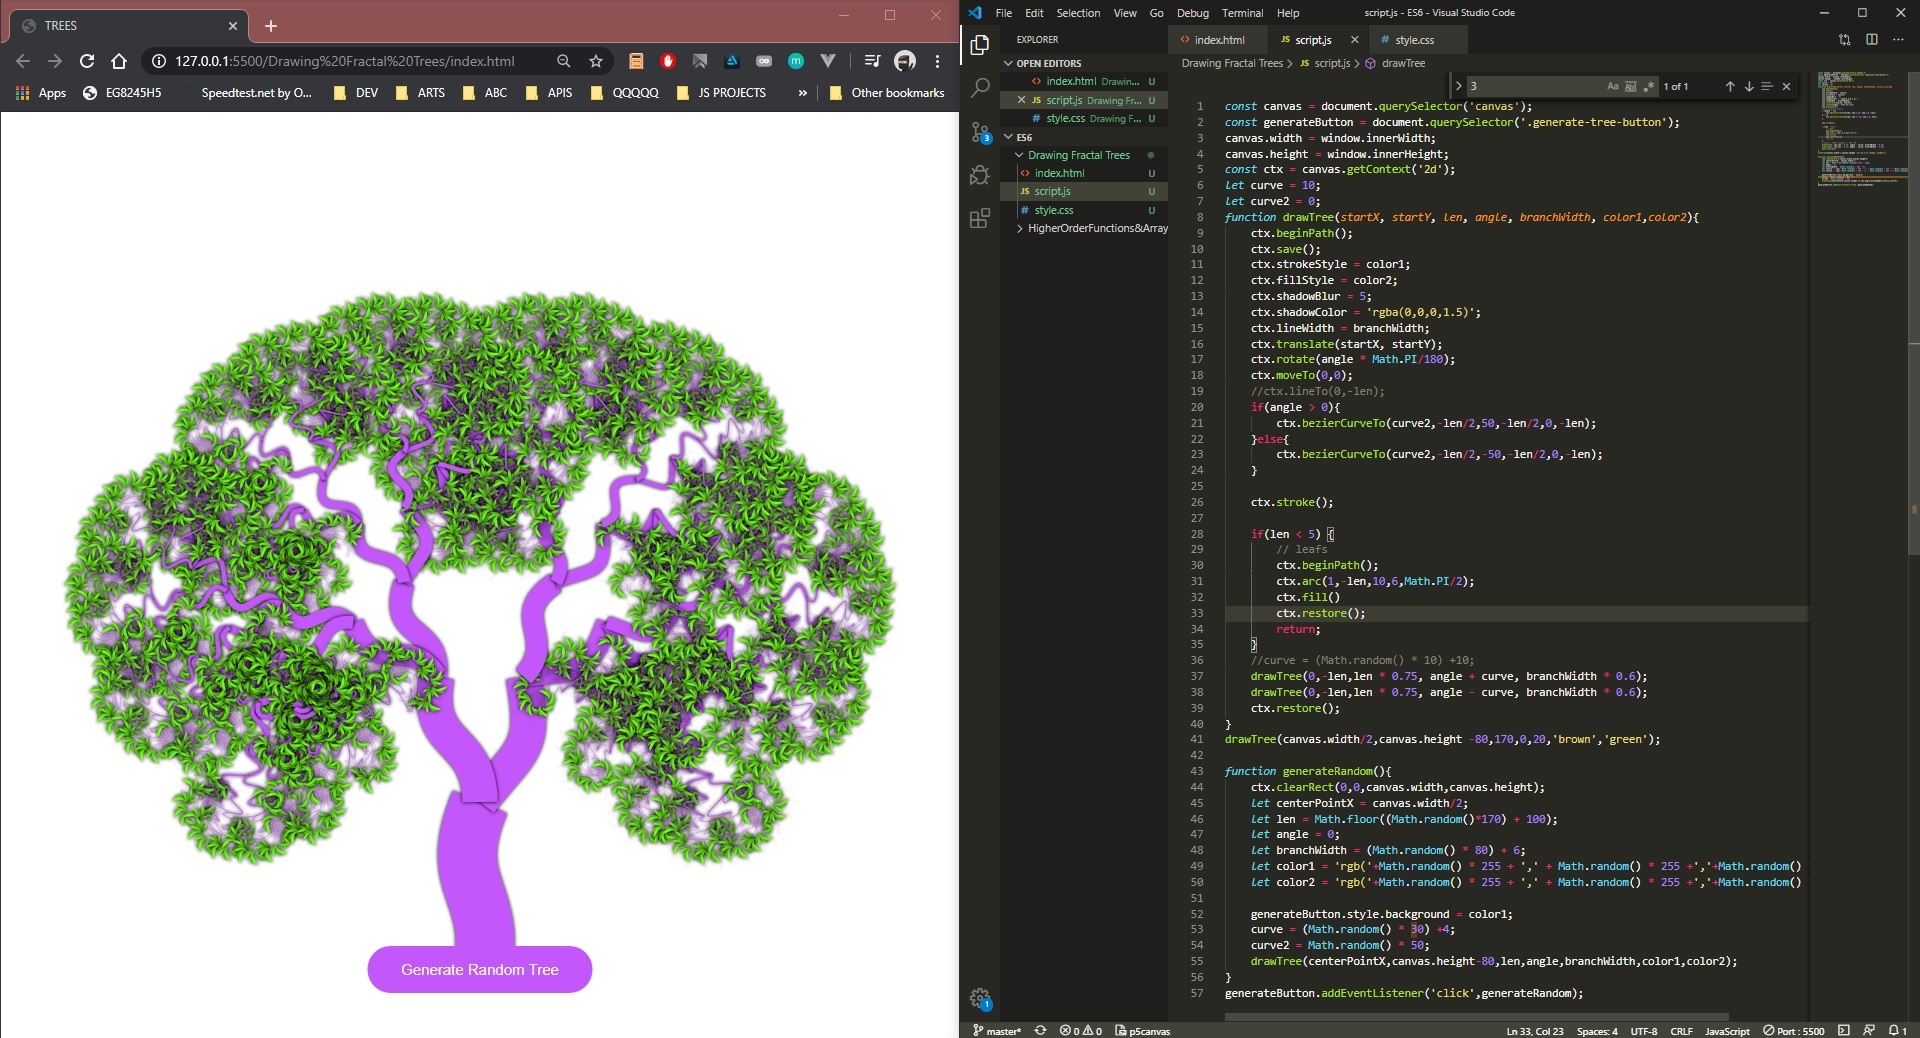 TREES
127.0.0.1:5500/Drawing%20Fractal%20Trees/index.html
Apps EG8245H5 Speedtest.net by O... DEV ARTS ABC APIS QQQQQ JS PROJECTS » Other bookmarks
Generate Random Tree
File Edit Selection View Go Debug Terminal Help script.js - ES6 - Visual Studio Code
EXPLORER
OPEN EDITORS
index.html Drawin... U
JS script.js Drawing Fr... U
# style.css Drawing F... U
ES6
Drawing Fractal Trees
index.html U
JS script.js U
# style.css U
HigherOrderFunctions&Array
3
1
index.html JS script.js # style.css
Drawing Fractal Trees > JS script.js > drawTree
3 Aa Abl .* 1 of 1
1 const canvas = document.querySelector('canvas');
2 const generateButton = document.querySelector('.generate-tree-button');
3 canvas.width = window.innerWidth;
4 canvas.height = window.innerHeight;
5 const ctx = canvas.getContext('2d');
6 let curve = 10;
7 let curve2 = 0;
8 function drawTree(startX, startY, len, angle, branchWidth, color1,color2){
9 ctx.beginPath();
10 ctx.save();
11 ctx.strokeStyle = color1;
12 ctx.fillStyle = color2;
13 ctx.shadowBlur = 5;
14 ctx.shadowColor = 'rgba(0,0,0,1.5)';
15 ctx.lineWidth = branchWidth;
16 ctx.translate(startX, startY);
17 ctx.rotate(angle * Math.PI/180);
18 ctx.moveTo(0,0);
19 //ctx.lineTo(0,-len);
20 if(angle > 0){
21 ctx.bezierCurveTo(curve2,-len/2,50,-len/2,0,-len);
22 }else{
23 ctx.bezierCurveTo(curve2,-len/2,-50,-len/2,0,-len);
24 }
25
26 ctx.stroke();
27
28 if(len < 5) {
29 // leafs
30 ctx.beginPath();
31 ctx.arc(1,-len,10,6,Math.PI/2);
32 ctx.fill()
33 ctx.restore();
34 return;
35 }
36 //curve = (Math.random() * 10) +10;
37 drawTree(0,-len,len * 0.75, angle + curve, branchWidth * 0.6);
38 drawTree(0,-len,len * 0.75, angle - curve, branchWidth * 0.6);
39 ctx.restore();
40 }
41 drawTree(canvas.width/2,canvas.height -80,170,0,20,'brown','green');
42
43 function generateRandom(){
44 ctx.clearRect(0,0,canvas.width,canvas.height);
45 let centerPointX = canvas.width/2;
46 let len = Math.floor((Math.random()*170) + 100);
47 let angle = 0;
48 let branchWidth = (Math.random() * 80) + 6;
49 let color1 = 'rgb('+Math.random() * 255 + ',' + Math.random() * 255 +','+Math.random()
50 let color2 = 'rgb('+Math.random() * 255 + ',' + Math.random() * 255 +','+Math.random()
51
52 generateButton.style.background = color1;
53 curve = (Math.random() * 30) +4;
54 curve2 = Math.random() * 50;
55 drawTree(centerPointX,canvas.height-80,len,angle,branchWidth,color1,color2);
56 }
57 generateButton.addEventListener('click',generateRandom);
master* 0 0 p5canvas Ln 33, Col 23 Spaces: 4 UTF-8 CRLF JavaScript Port : 5500 1